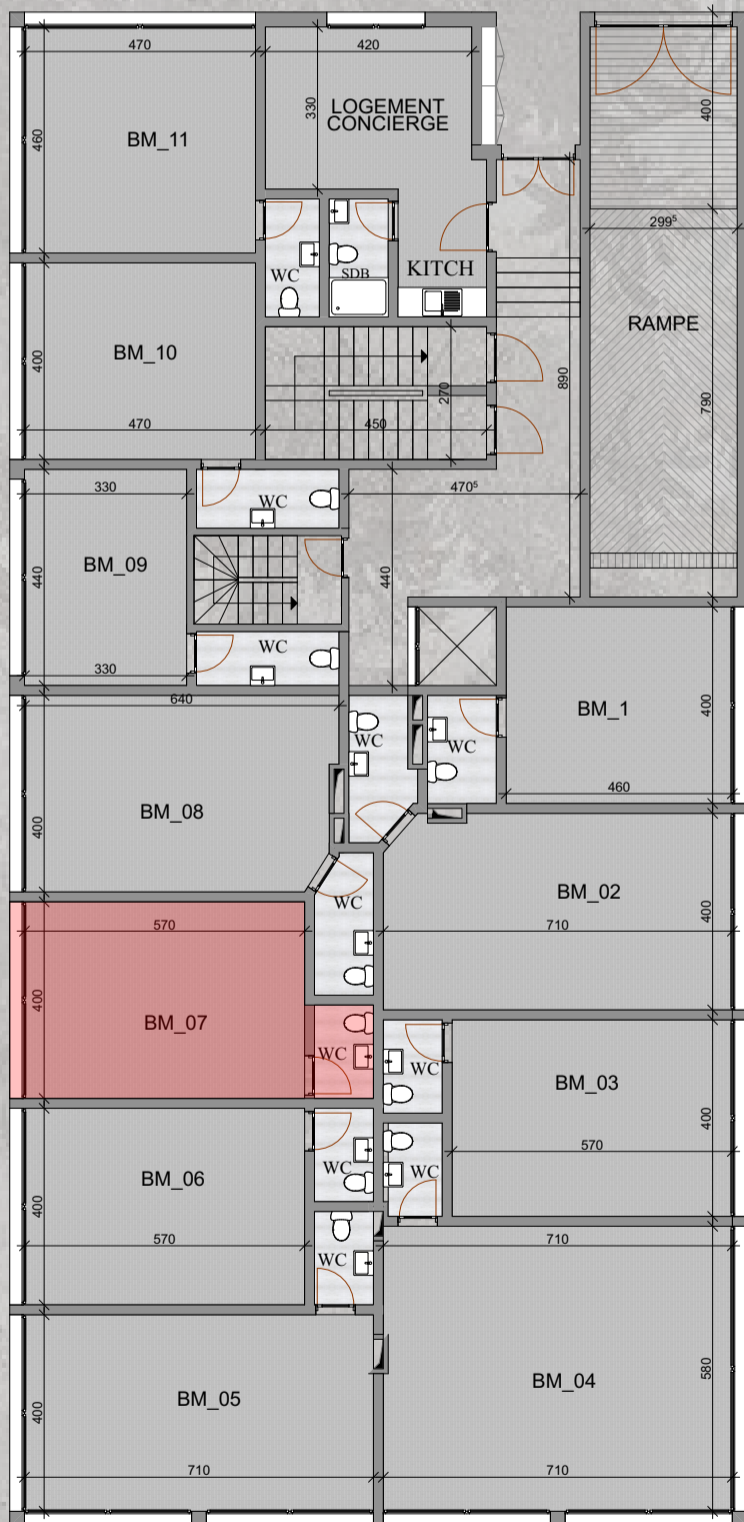 470
420
460
330
LOGEMENT
CONCIERGE
BM_11
400
299⁵
WC
SDB
KITCH
RAMPE
BM_10
400
470
270
450
890
790
330
WC
470⁵
BM_09
440
440
330
WC
640
BM_1
400
WC
WC
460
BM_08
400
WC
BM_02
400
570
710
400
BM_07
WC
WC
BM_03
400
570
BM_06
WC
WC
400
570
WC
710
BM_04
580
BM_05
400
710
710